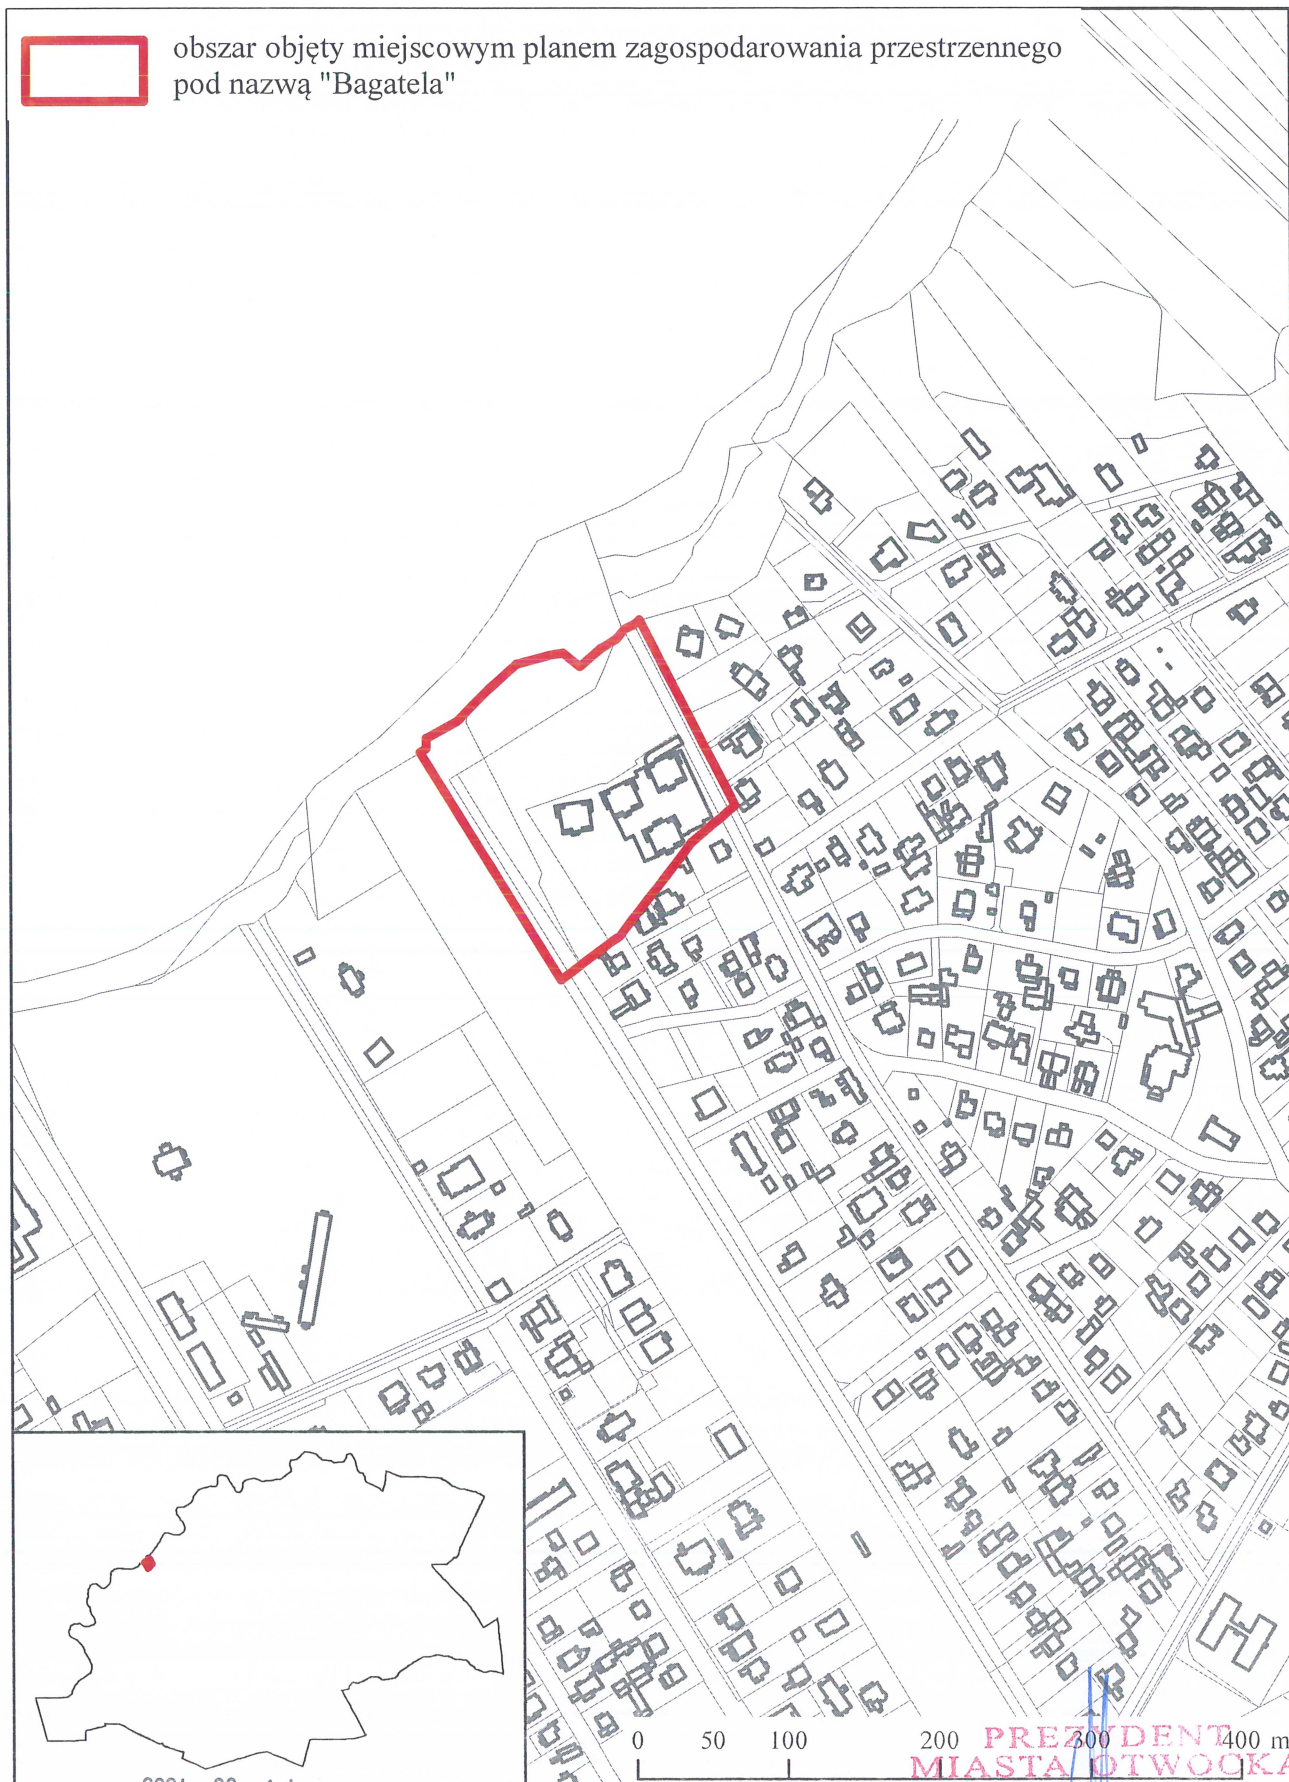 obszar objęty miejscowym planem zagospodarowania przestrzennego
pod nazwą "Bagatela"
0 50 100 200 300 400 m
PREZYDENT
MIASTA OTWOCKA